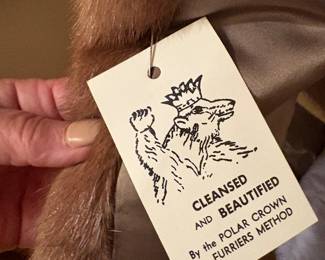 CLEANSED
AND BEAUTIFIED
By the POLAR CROWN
FURRIERS METHOD